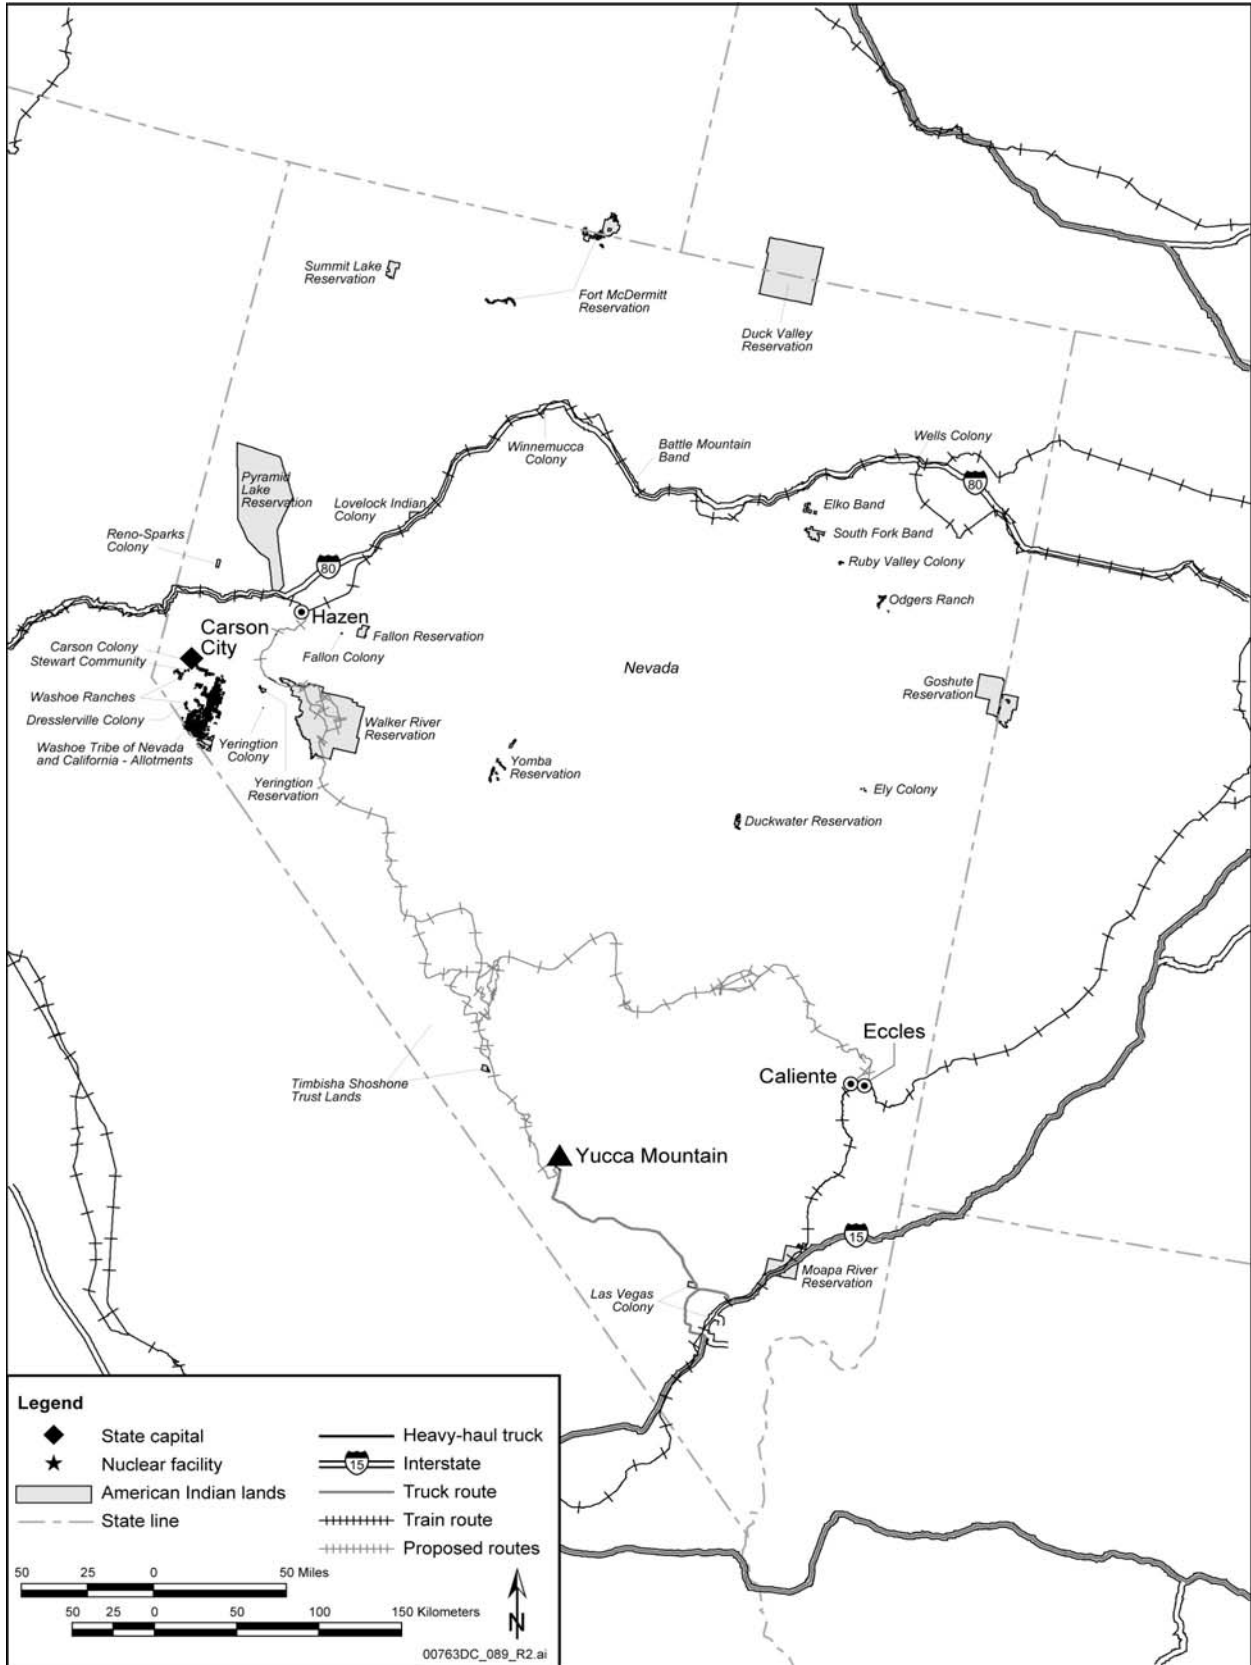 Summit Lake
Reservation
Fort McDermitt
Reservation
Duck Valley
Reservation
Winnemucca
Colony
Battle Mountain
Band
Wells Colony
80
Pyramid
Lake
Reservation
Lovelock Indian
Colony
Elko Band
South Fork Band
Reno-Sparks
Colony
80
Ruby Valley Colony
Odgers Ranch
Hazen
Carson
City
Fallon Reservation
Fallon Colony
Carson Colony
Stewart Community
Nevada
Goshute
Reservation
Washoe Ranches
Dresslerville Colony
Walker River
Reservation
Washoe Tribe of Nevada
and California - Allotments
Yeringtion
Colony
Yeringtion
Reservation
Yomba
Reservation
Ely Colony
Duckwater Reservation
Eccles
Caliente
Timbisha Shoshone
Trust Lands
Yucca Mountain
15
Moapa River
Reservation
Las Vegas
Colony
Legend
State capital
Nuclear facility
American Indian lands
State line
Heavy-haul truck
15
Interstate
Truck route
Train route
Proposed routes
50 25 0 50 Miles
50 25 0 50 100 150 Kilometers
N
00763DC_089_R2.ai